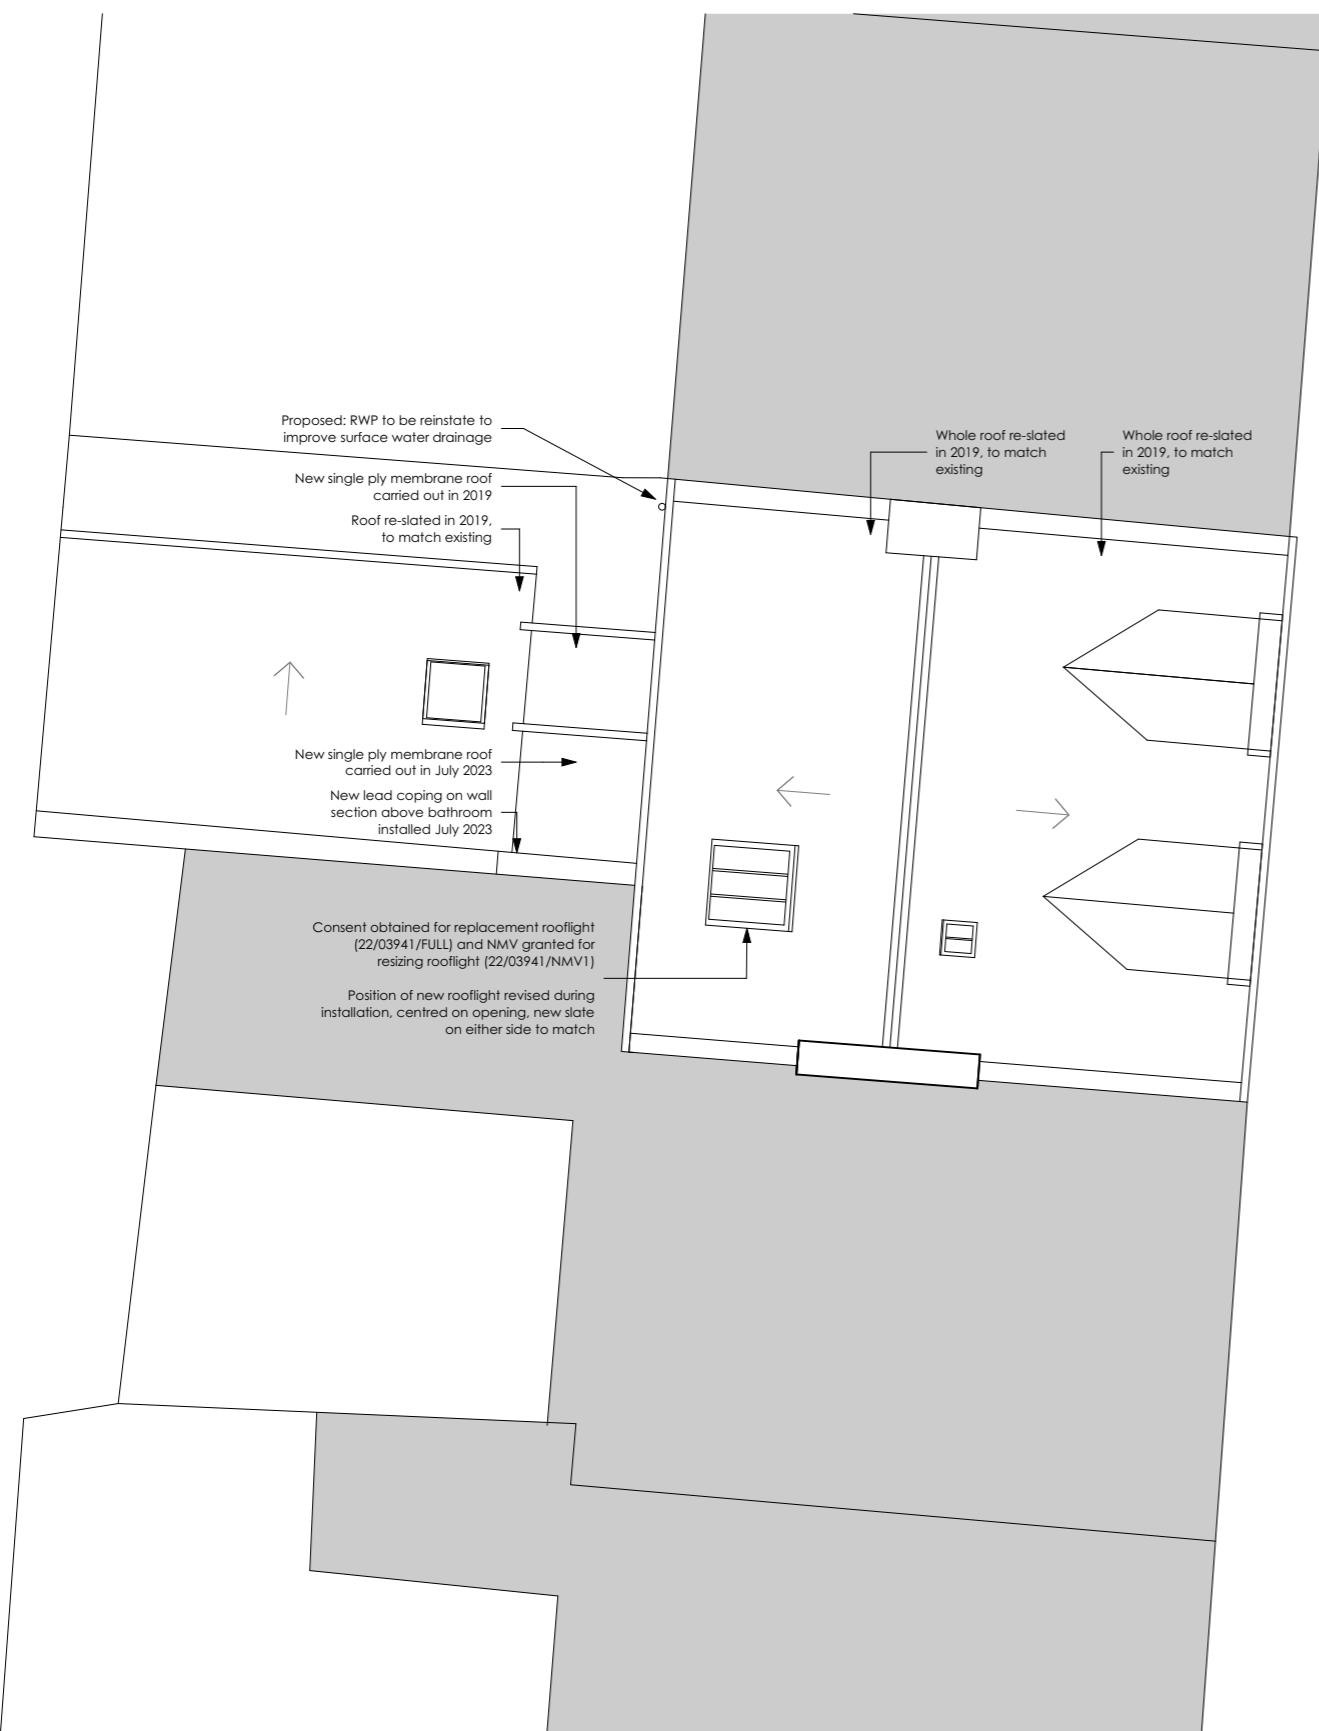 Proposed: RWP to be reinstate to
improve surface water drainage
New single ply membrane roof
carried out in 2019
Roof re-slated in 2019,
to match existing
Whole roof re-slated
in 2019, to match
existing
Whole roof re-slated
in 2019, to match
existing
New single ply membrane roof
carried out in July 2023
New lead coping on wall
section above bathroom
installed July 2023
Consent obtained for replacement rooflight
(22/03941/FULL) and NMV granted for
resizing rooflight (22/03941/NMV1)
Position of new rooflight revised during
installation, centred on opening, new slate
on either side to match